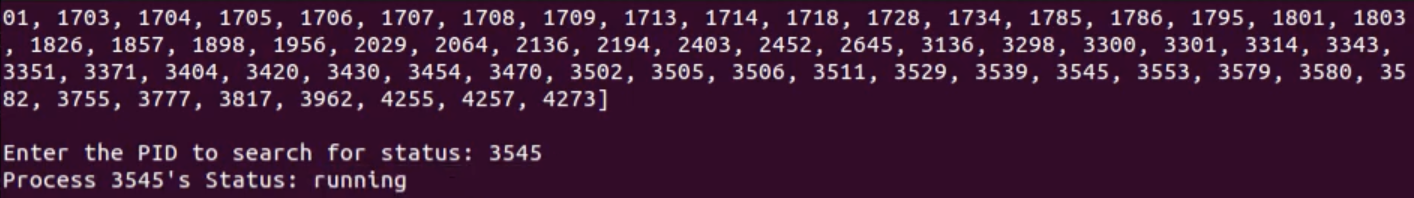 01, 1703, 1704, 1705, 1706, 1707, 1708, 1709, 1713, 1714, 1718, 1728, 1734, 1785, 1786, 1795, 1801, 1803
, 1826, 1857, 1898, 1956, 2029, 2064, 2136, 2194, 2403, 2452, 2645, 3136, 3298, 3300, 3301, 3314, 3343,
3351, 3371, 3404, 3420, 3430, 3454, 3470, 3502, 3505, 3506, 3511, 3529, 3539, 3545, 3553, 3579, 3580, 35
82, 3755, 3777, 3817, 3962, 4255, 4257, 4273]
Enter the PID to search for status: 3545
Process 3545's Status: running